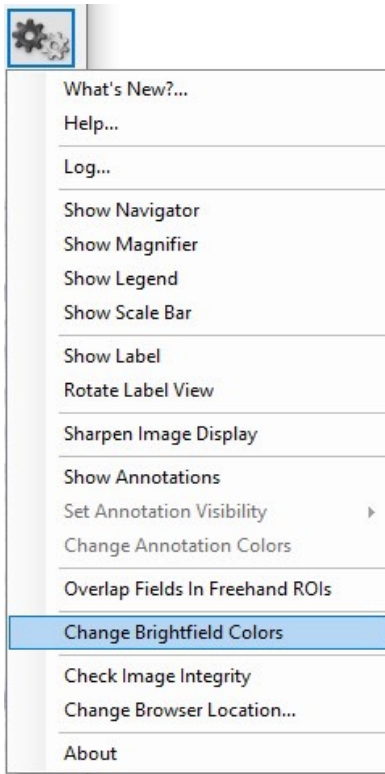 What's New?...
Help...
Log...
Show Navigator
Show Magnifier
Show Legend
Show Scale Bar
Show Label
Rotate Label View
Sharpen Image Display
Show Annotations
Set Annotation Visibility
Change Annotation Colors
Overlap Fields In Freehand ROIs
Change Brightfield Colors
Check Image Integrity
Change Browser Location...
About